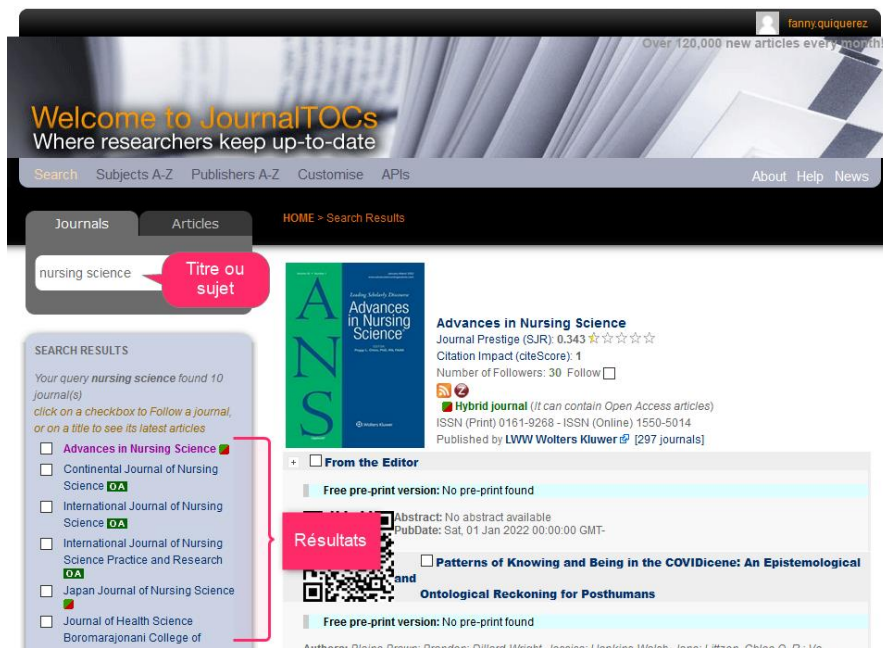 fanny.quiquerez
Over 120,000 new articles every month!
Welcome to JournalTOCs
Where researchers keep up-to-date
Search Subjects A-Z Publishers A-Z Customise APIs
About Help News
Journals Articles
HOME > Search Results
nursing science
Titre ou
sujet
SEARCH RESULTS
Your query nursing science found 10
journal(s)
click on a checkbox to Follow a journal,
or on a title to see its latest articles
Advances in Nursing Science
Continental Journal of Nursing
Science OA
International Journal of Nursing
Science OA
International Journal of Nursing
Science Practice and Research
OA
Japan Journal of Nursing Science
Journal of Health Science
Boromarajonani College of
Résultats
ANS
Leading Scholarly Discourse
Advances
in Nursing
Science
Wolters Kluwer
Advances in Nursing Science
Journal Prestige (SJR): 0.343
Citation Impact (citeScore): 1
Number of Followers: 30 Follow
Hybrid journal (It can contain Open Access articles)
ISSN (Print) 0161-9268 - ISSN (Online) 1550-5014
Published by LWW Wolters Kluwer [297 journals]
+ From the Editor
Free pre-print version: No pre-print found
Abstract: No abstract available
PubDate: Sat, 01 Jan 2022 00:00:00 GMT-
Patterns of Knowing and Being in the COVIDicene: An Epistemological
and
Ontological Reckoning for Posthumans
Free pre-print version: No pre-print found